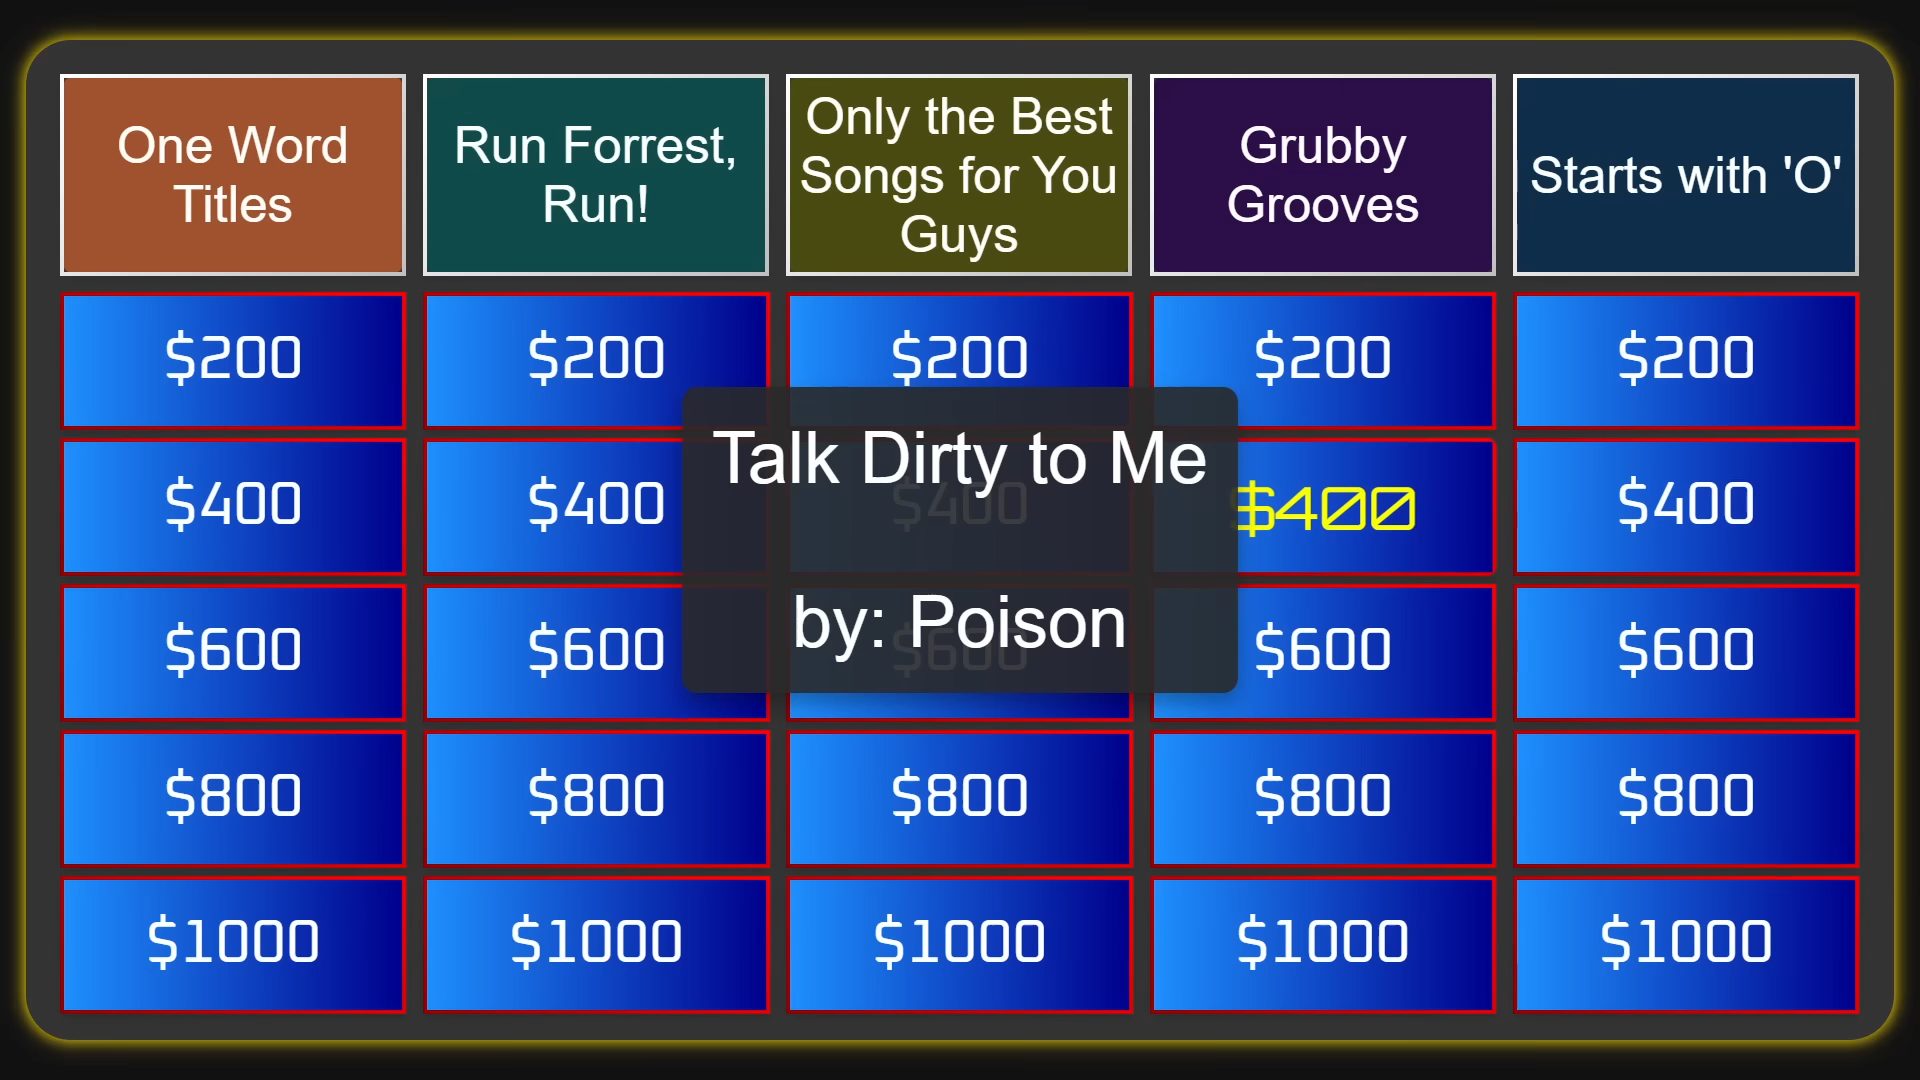 One Word
Titles
Run Forrest,
Run!
Only the Best
Songs for You
Guys
Grubby
Grooves
Starts with 'O'
$200
$200
$200
$200
$200
Talk Dirty to Me
$400
$400
$400
$400
$400
by: Poison
$600
$600
$600
$600
$600
$800
$800
$800
$800
$800
$1000
$1000
$1000
$1000
$1000